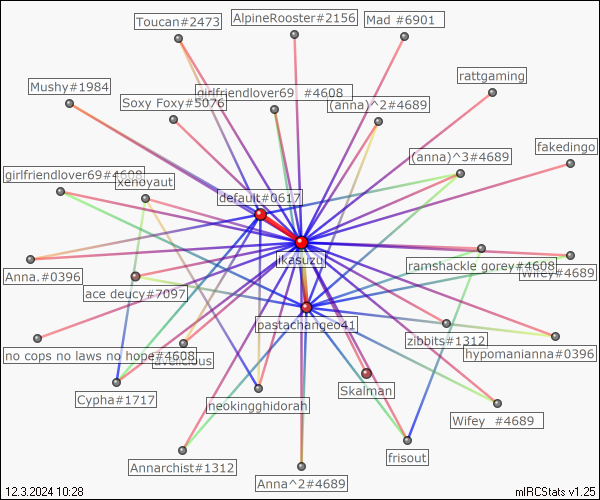 Toucan#2473
AlpineRooster#2156
Mad #6901
rattgaming
Mushy#1984
girlfriendlover69 #4608
Soxy Foxy#5076
(anna)^2#4689
fakedingo
(anna)^3#4689
girlfriendlover69#4608
xenoyaut
default#0617
ikasuzu
Anna.#0396
ramshackle gorey#4608
Wifey#4689
ace deucy#7097
pastachangeo41
zibbits#1312
hypomanianna#0396
no cops no laws no hope#4608
Skalman
Cypha#1717
neokingghidorah
Wifey #4689
frisout
Annarchist#1312
Anna^2#4689
12.3.2024 10:28
mIRCStats v1.25